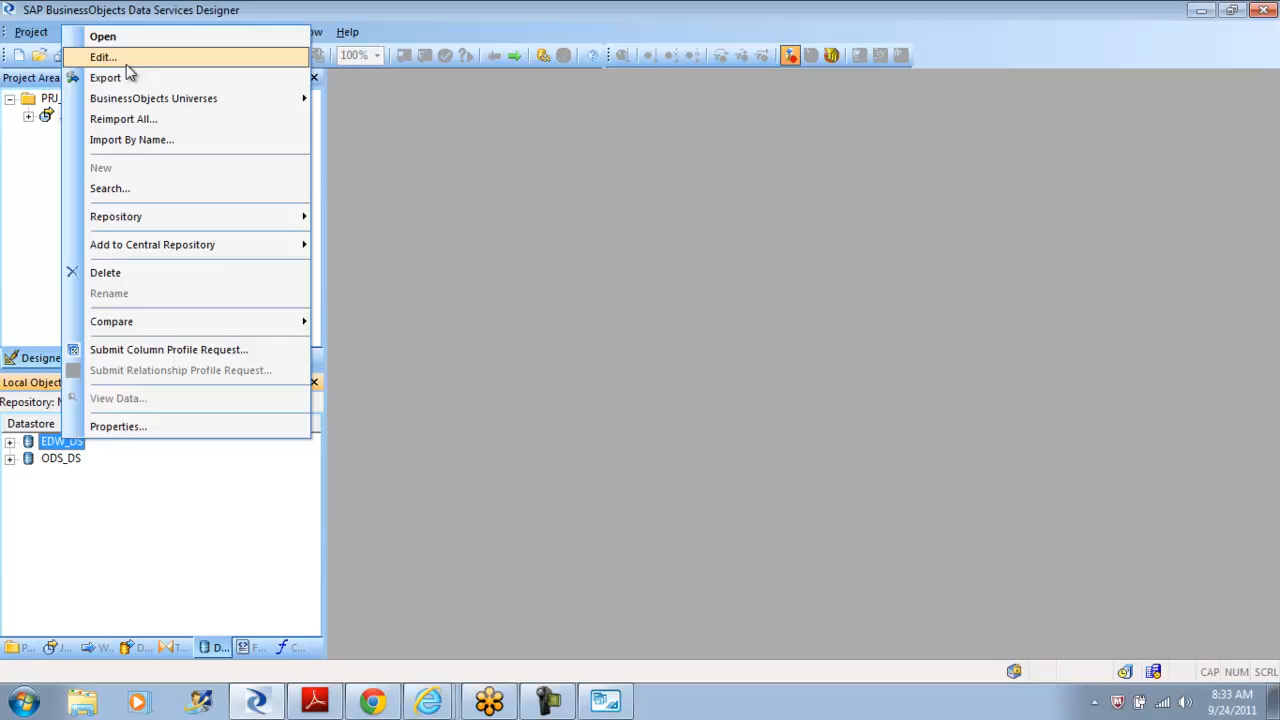 SAP BusinessObjects Data Services Designer
Project
Help
100%
Project Area
PRJ_
Open
Edit...
Export
BusinessObjects Universes
Reimport All...
Import By Name...
New
Search...
Repository
Add to Central Repository
Delete
Rename
Compare
Submit Column Profile Request...
Submit Relationship Profile Request...
View Data...
Properties...
Designe
Local Object
Repository:
Datastore
EDW_DS
ODS_DS
P... J... W... D... T... D... F... C...
CAP NUM SCRL
8:33 AM
9/24/2011